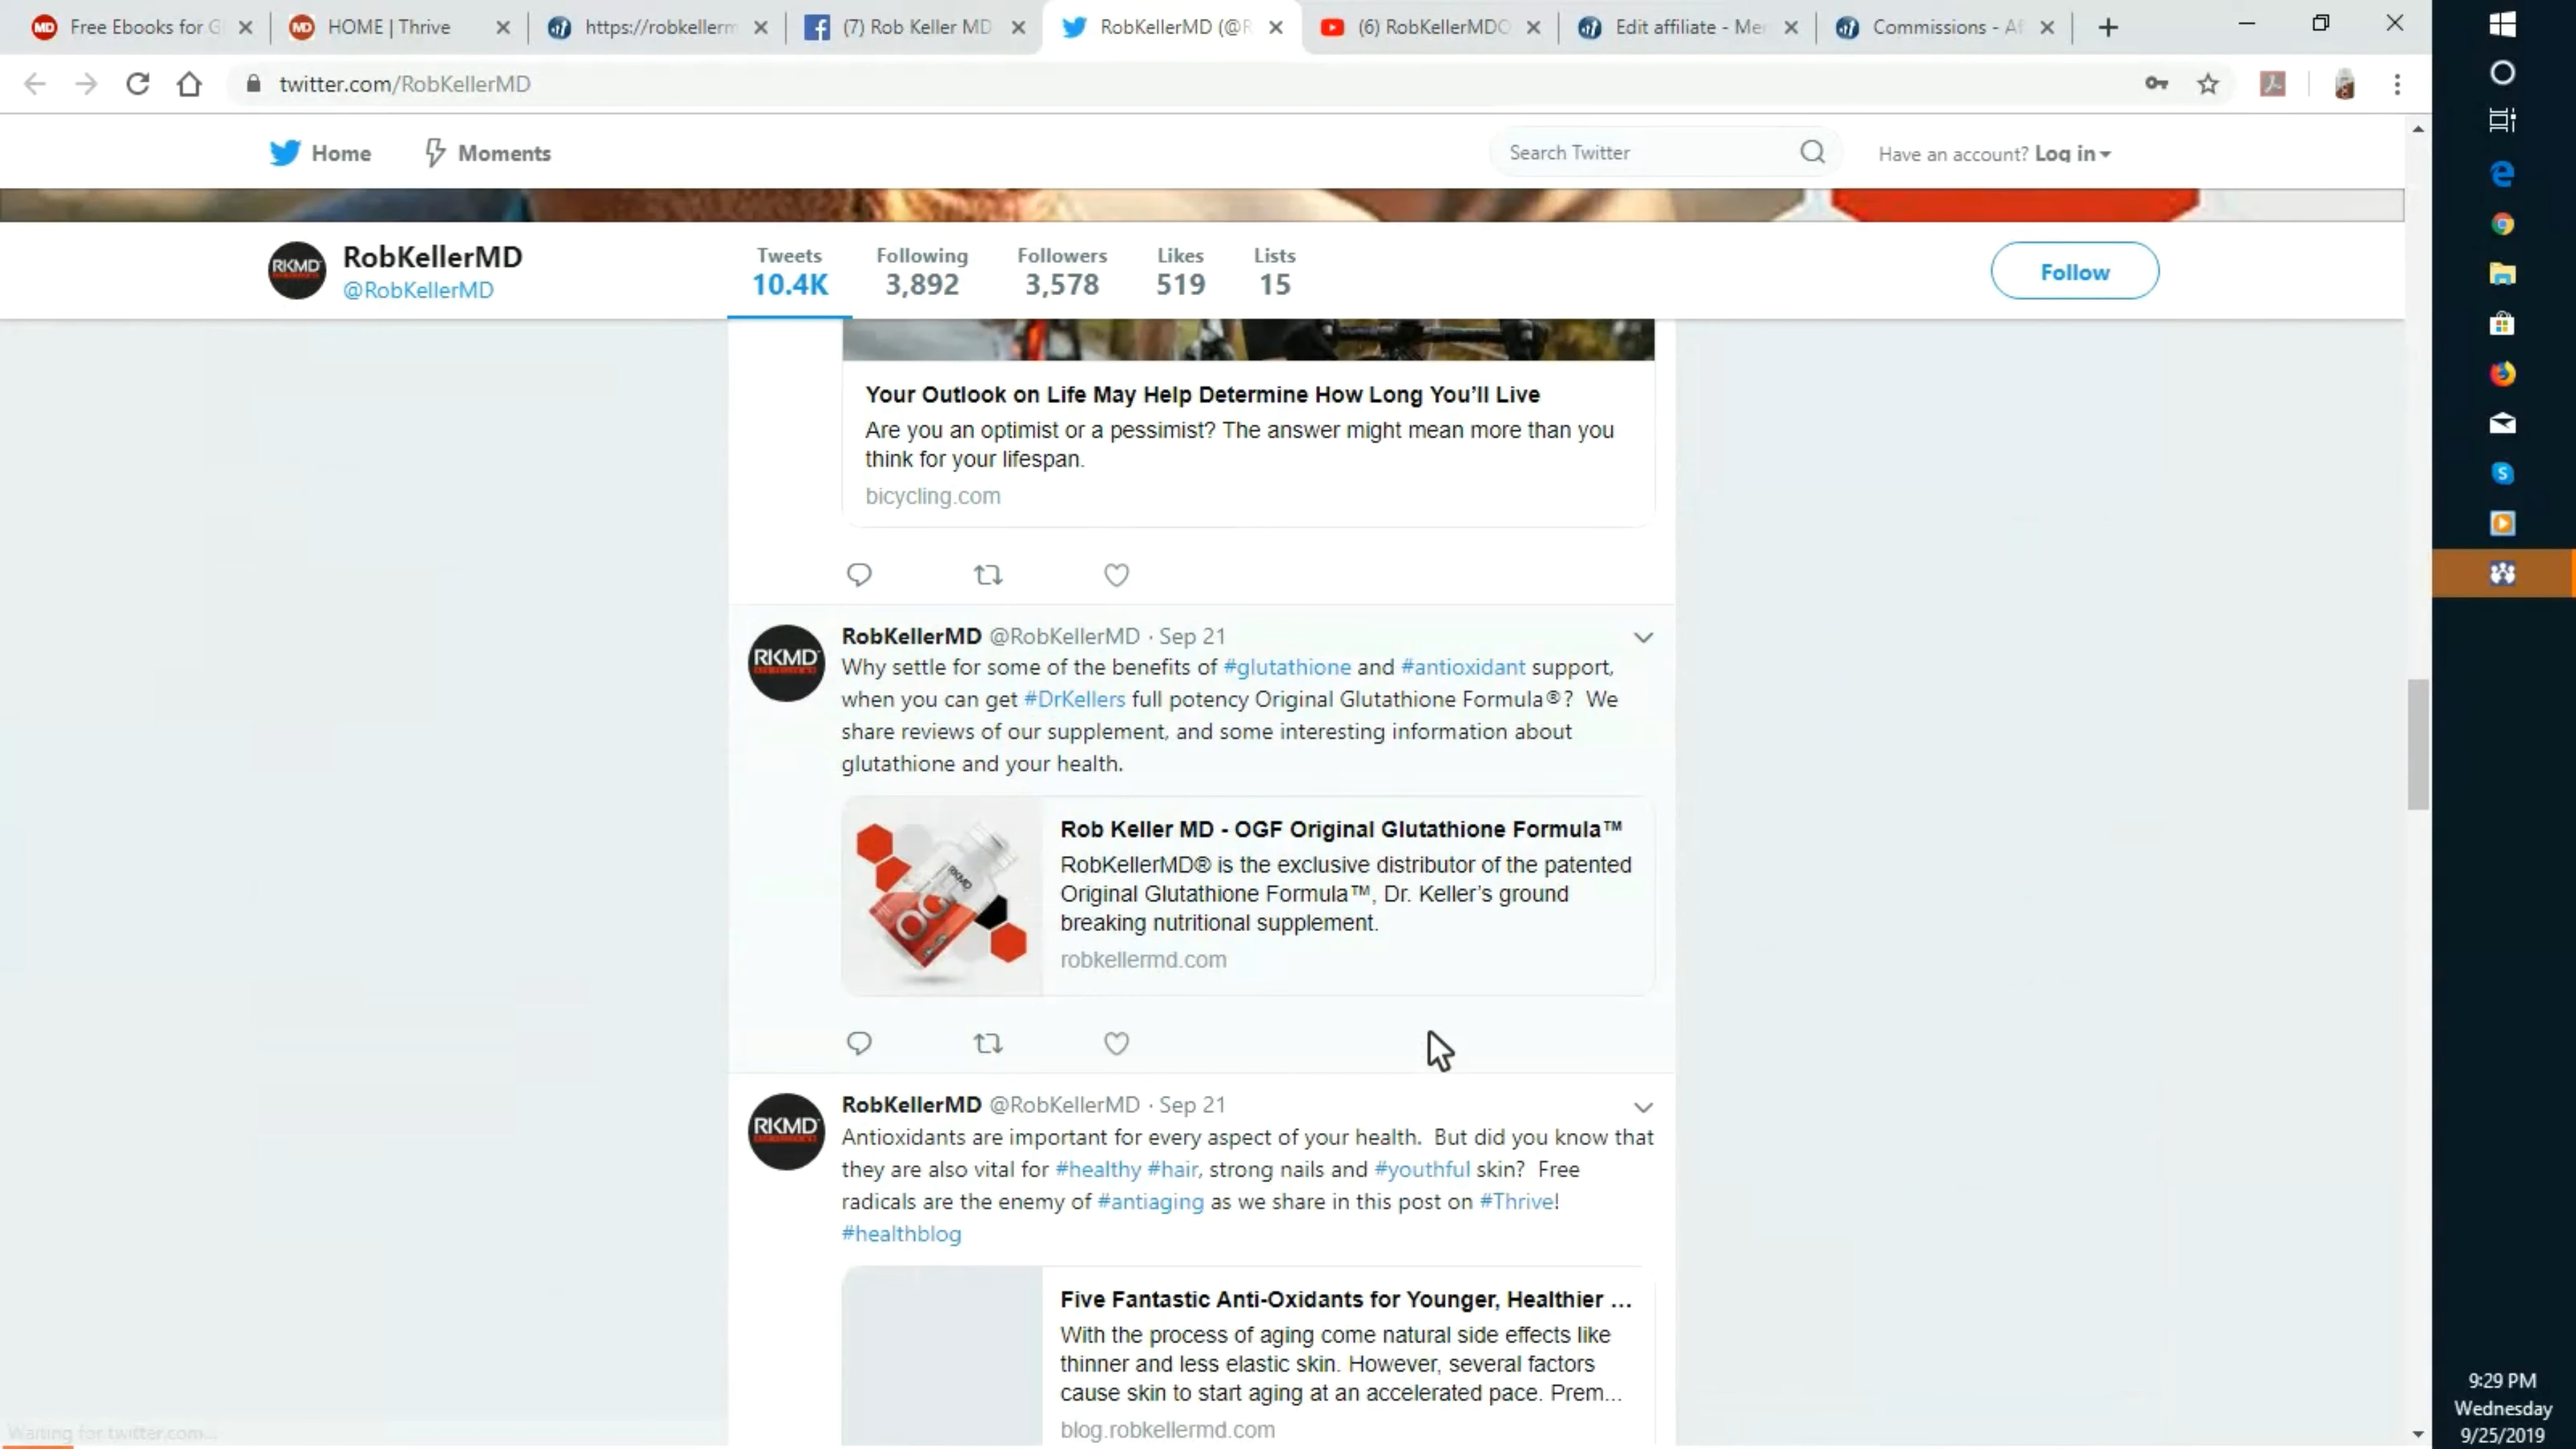 Free Ebooks for G
HOME | Thrive
https://robkellerm
(7) Rob Keller MD
RobKellerMD (@R
(6) RobKellerMDO
Edit affiliate - Me
Commissions - Af
twitter.com/RobKellerMD
Home
Moments
Search Twitter
Have an account? Log in
RKMD
RobKellerMD
@RobKellerMD
Tweets
10.4K
Following
3,892
Followers
3,578
Likes
519
Lists
15
Follow
Your Outlook on Life May Help Determine How Long You’ll Live
Are you an optimist or a pessimist? The answer might mean more than you
think for your lifespan.
bicycling.com
RKMD
RobKellerMD @RobKellerMD · Sep 21
Why settle for some of the benefits of #glutathione and #antioxidant support,
when you can get #DrKellers full potency Original Glutathione Formula®? We
share reviews of our supplement, and some interesting information about
glutathione and your health.
RKMD
OGF
Rob Keller MD - OGF Original Glutathione Formula™
RobKellerMD® is the exclusive distributor of the patented
Original Glutathione Formula™, Dr. Keller’s ground
breaking nutritional supplement.
robkellermd.com
RKMD
RobKellerMD @RobKellerMD · Sep 21
Antioxidants are important for every aspect of your health. But did you know that
they are also vital for #healthy #hair, strong nails and #youthful skin? Free
radicals are the enemy of #antiaging as we share in this post on #Thrive!
#healthblog
Five Fantastic Anti-Oxidants for Younger, Healthier ...
With the process of aging come natural side effects like
thinner and less elastic skin. However, several factors
cause skin to start aging at an accelerated pace. Prem...
blog.robkellermd.com
Waiting for twitter.com...
9:29 PM
Wednesday
9/25/2019